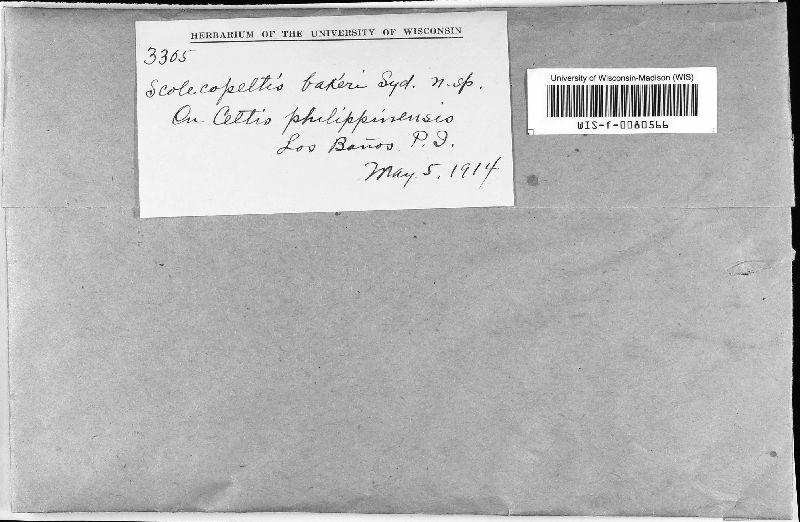 HERBARIUM OF THE UNIVERSITY OF WISCONSIN
3305
Scolecopeltis bakeri Syd. n. sp.
On Celtis philippinensis
Los Baños. P. I.
May 5, 1914
University of Wisconsin-Madison (WIS)
WIS-f-0080566